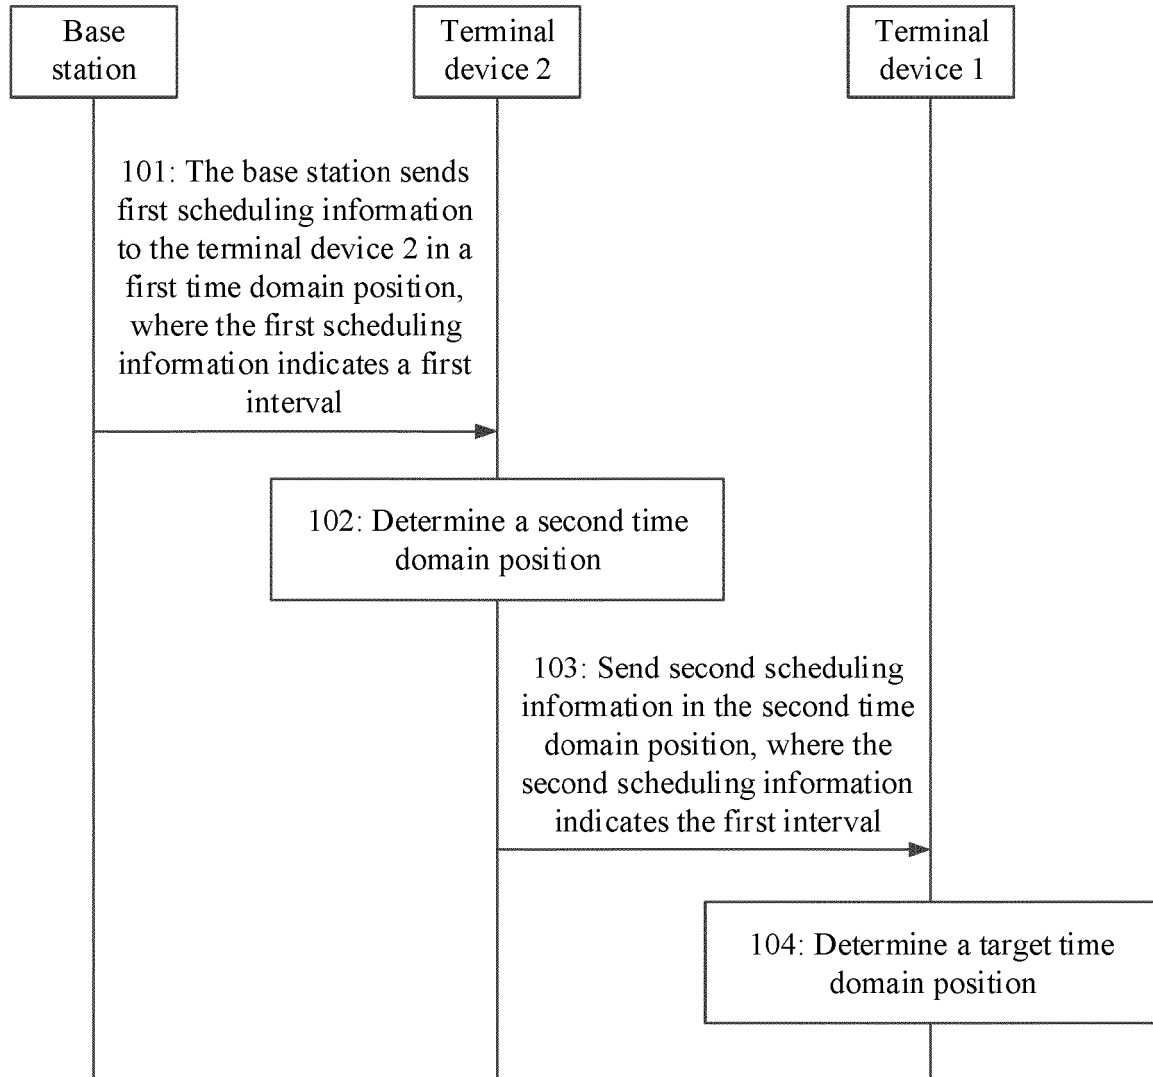 Base
station
Terminal
device 2
Terminal
device 1
101: The base station sends
first scheduling information
to the terminal device 2 in a
first time domain position,
where the first scheduling
information indicates a first
interval
102: Determine a second time
domain position
103: Send second scheduling
information in the second time
domain position, where the
second scheduling information
indicates the first interval
104: Determine a target time
domain position